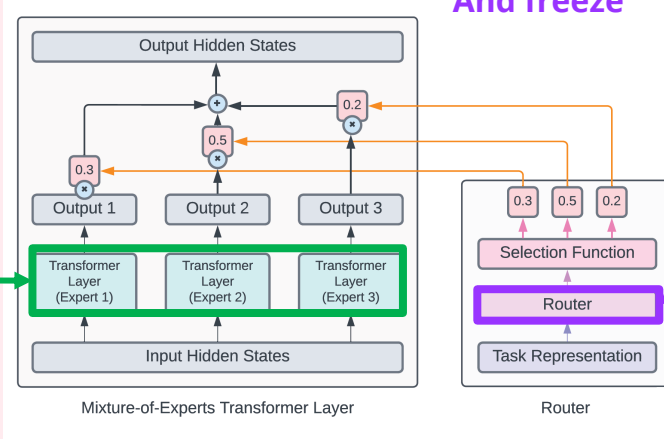 And freeze
Output Hidden States
+
0.2
×
0.5
×
0.3
×
Output 1
Output 2
Output 3
Transformer
Layer
(Expert 1)
Transformer
Layer
(Expert 2)
Transformer
Layer
(Expert 3)
Input Hidden States
Mixture-of-Experts Transformer Layer
0.3
0.5
0.2
Selection Function
Router
Task Representation
Router